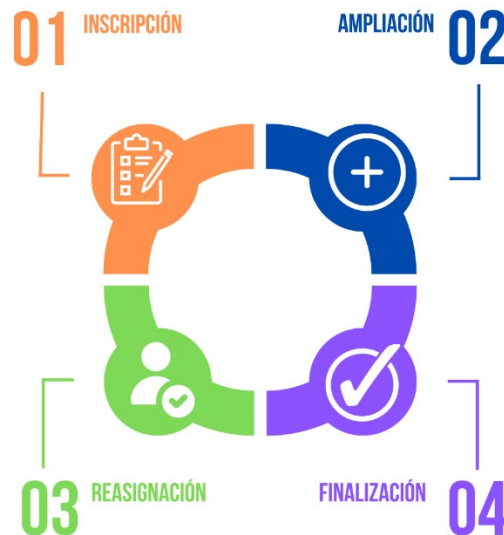 01 INSCRIPCIÓN
AMPLIACIÓN 02
03 REASIGNACIÓN
FINALIZACIÓN 04